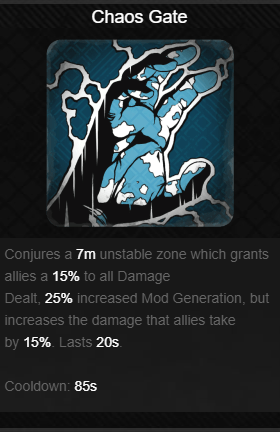 Chaos Gate
Conjures a 7m unstable zone which grants
allies a 15% to all Damage
Dealt, 25% increased Mod Generation, but
increases the damage that allies take
by 15%. Lasts 20s.
Cooldown: 85s